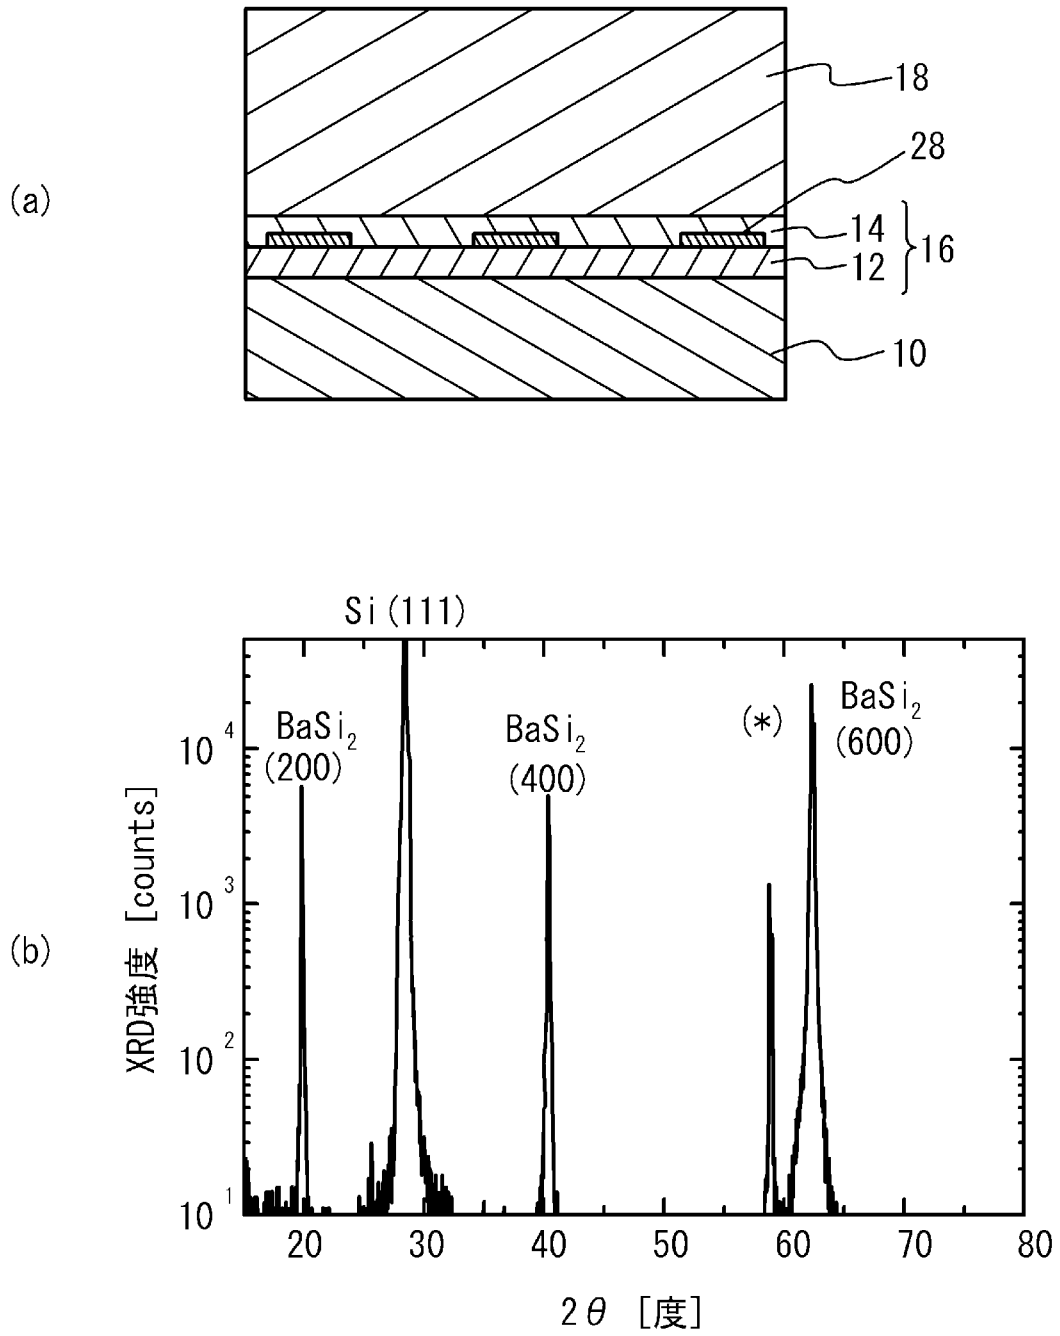 (a)
18
28
14
16
12
10
(b)
Si(111)
BaSi₂
(200)
BaSi₂
(400)
(*)
BaSi₂
(600)
XRD強度 [counts]
10⁴
10³
10²
10¹
20 30 40 50 60 70 80
2θ [度]